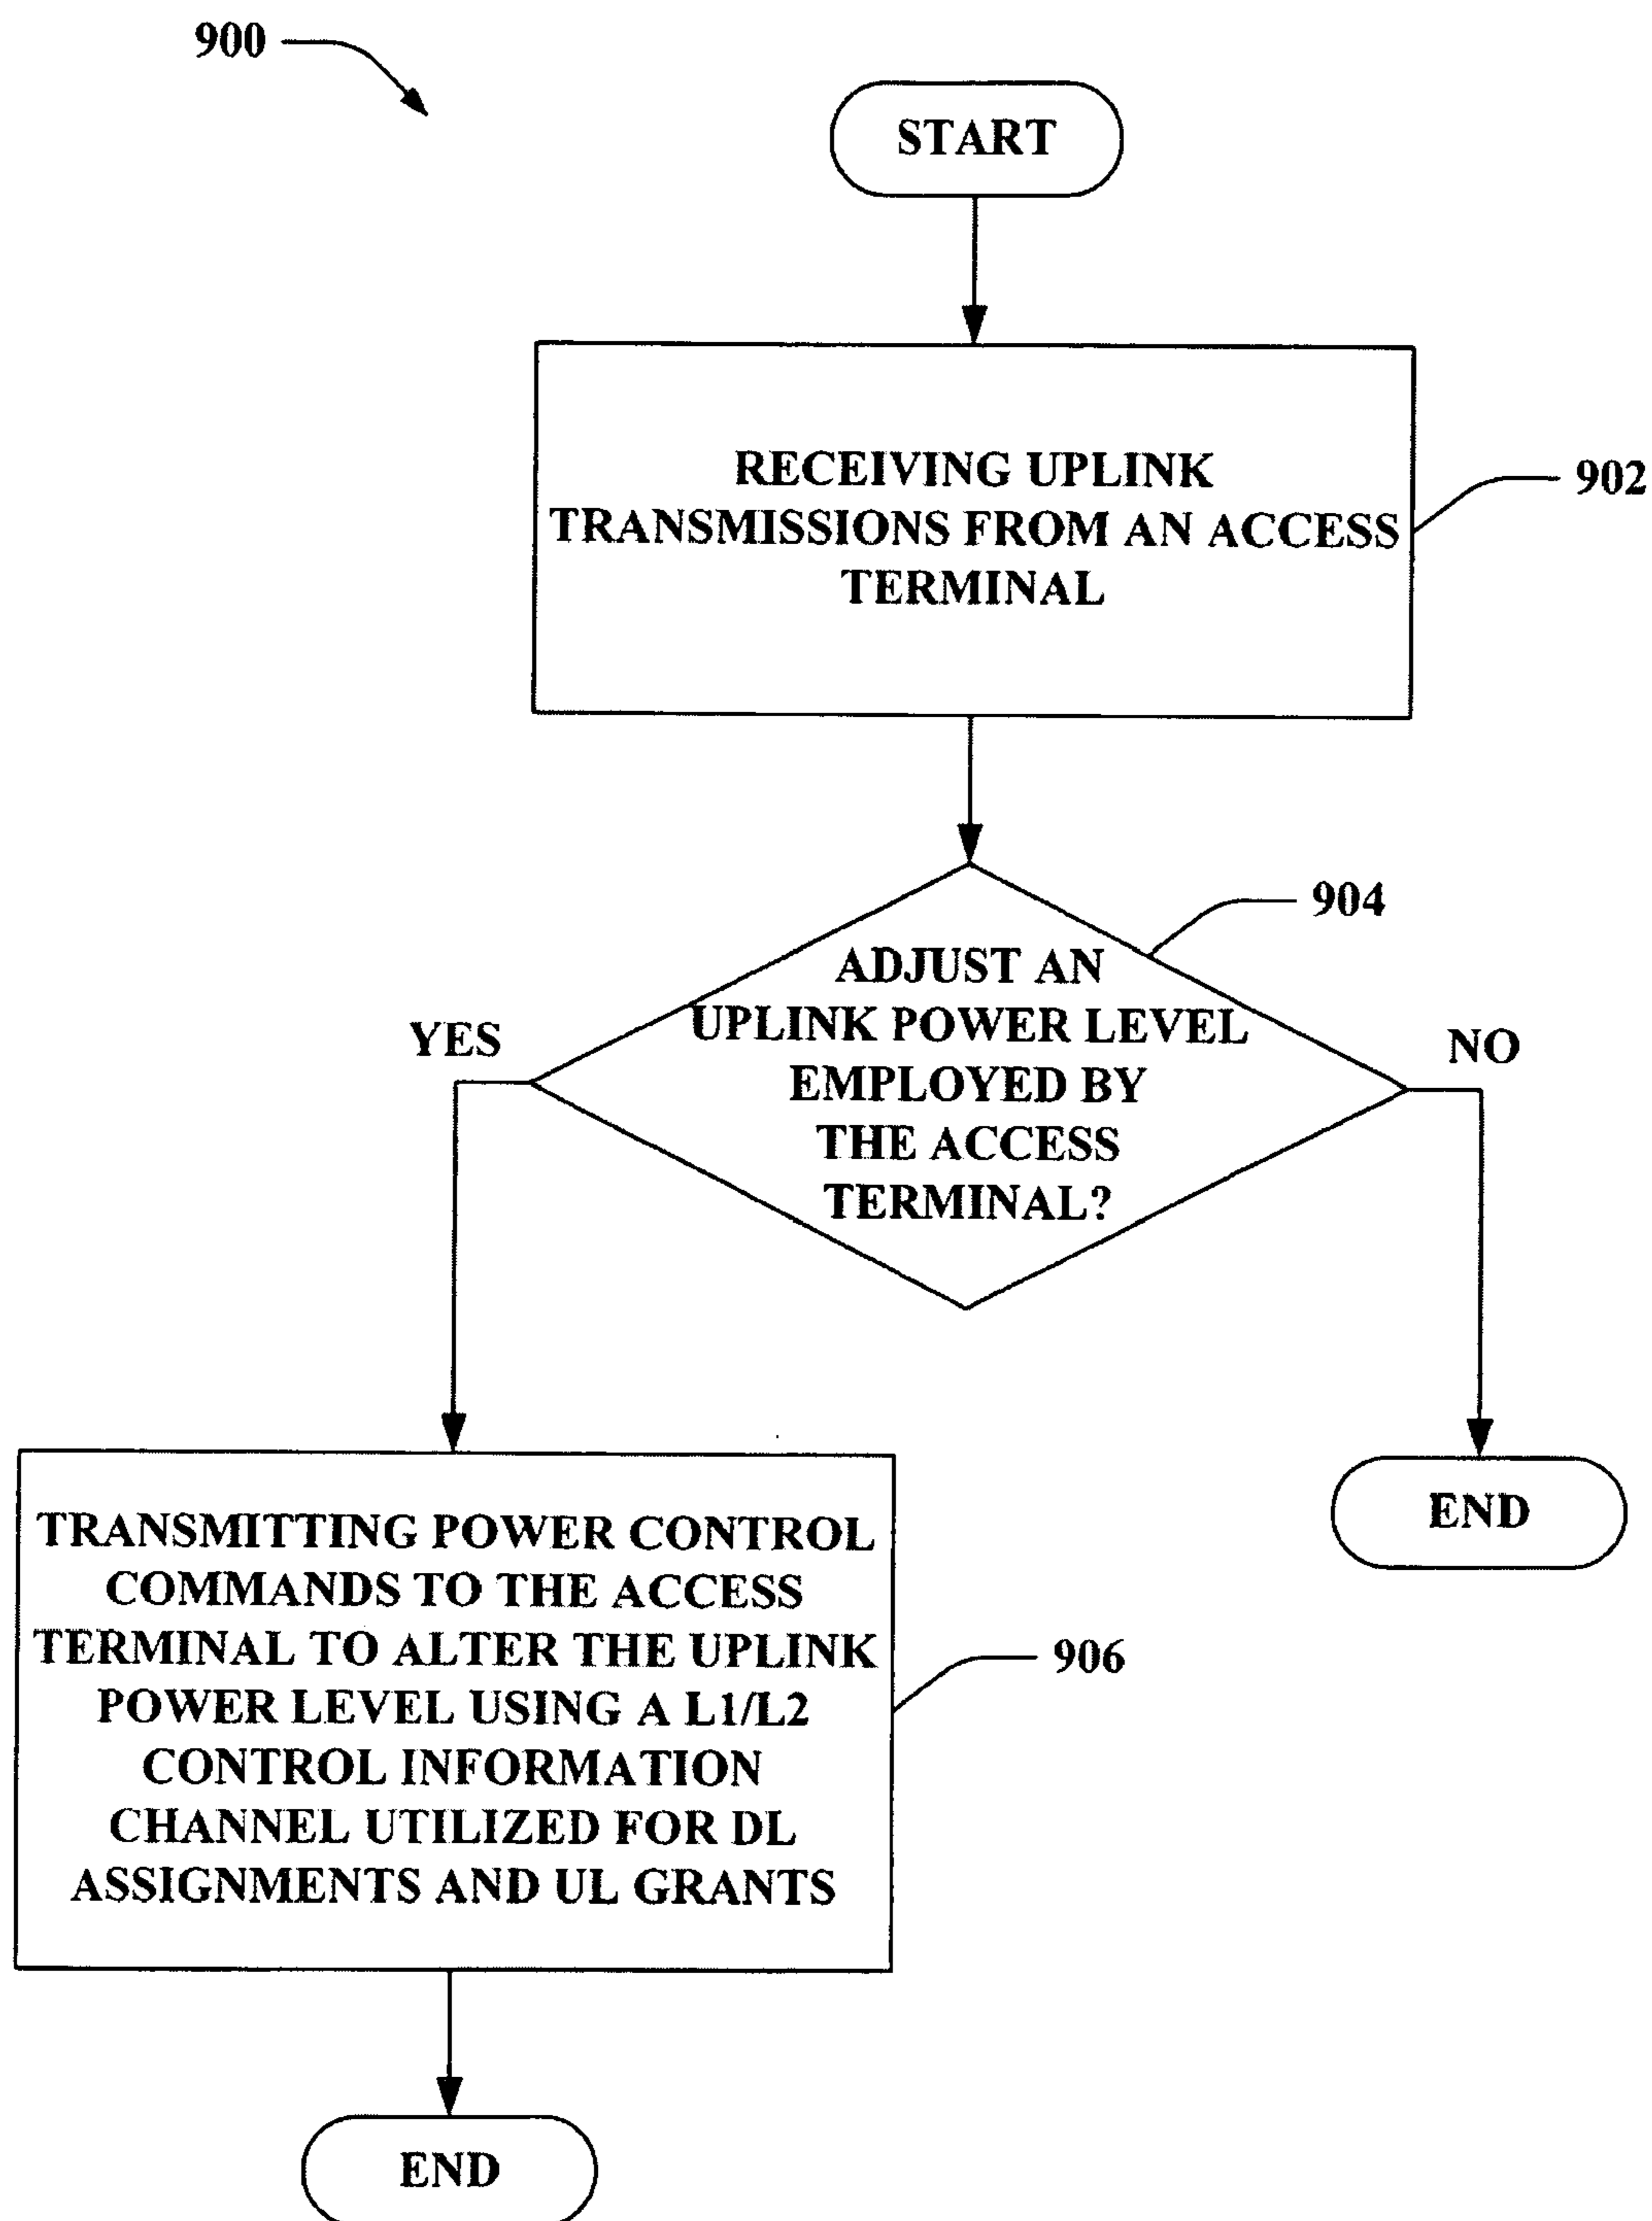 900
START
RECEIVING UPLINK
TRANSMISSIONS FROM AN ACCESS
TERMINAL
902
904
ADJUST AN
UPLINK POWER LEVEL
EMPLOYED BY
THE ACCESS
TERMINAL?
YES
NO
TRANSMITTING POWER CONTROL
COMMANDS TO THE ACCESS
TERMINAL TO ALTER THE UPLINK
POWER LEVEL USING A L1/L2
CONTROL INFORMATION
CHANNEL UTILIZED FOR DL
ASSIGNMENTS AND UL GRANTS
906
END
END